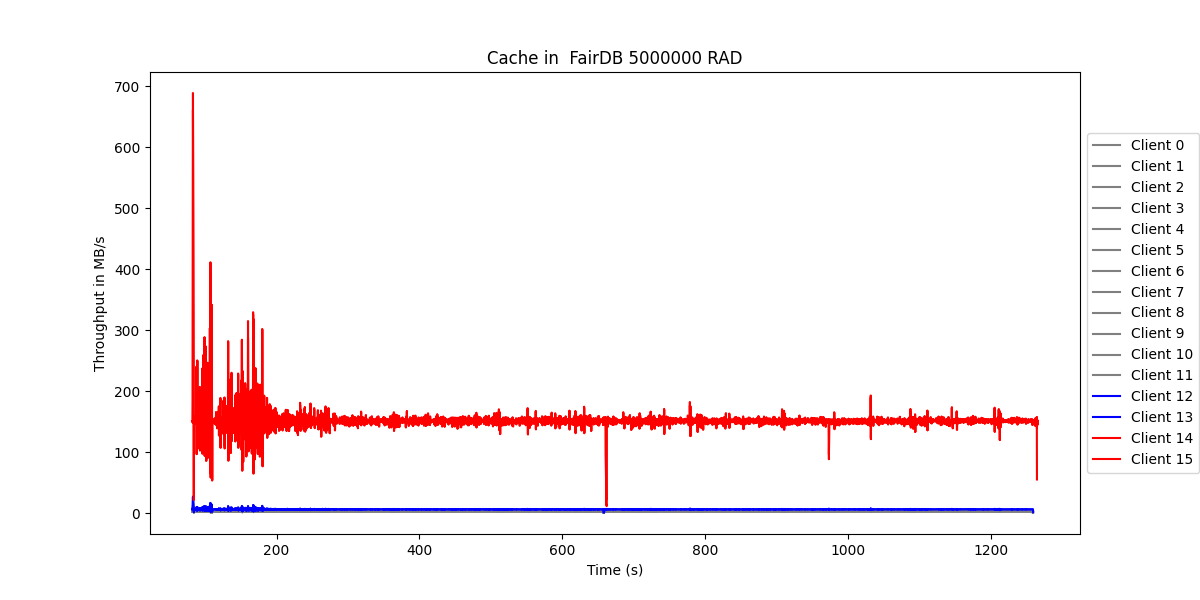 Cache in  FairDB 5000000 RAD
Throughput in MB/s
700
600
500
400
300
200
100
0
200
400
600
800
1000
1200
Time (s)
Client 0
Client 1
Client 2
Client 3
Client 4
Client 5
Client 6
Client 7
Client 8
Client 9
Client 10
Client 11
Client 12
Client 13
Client 14
Client 15